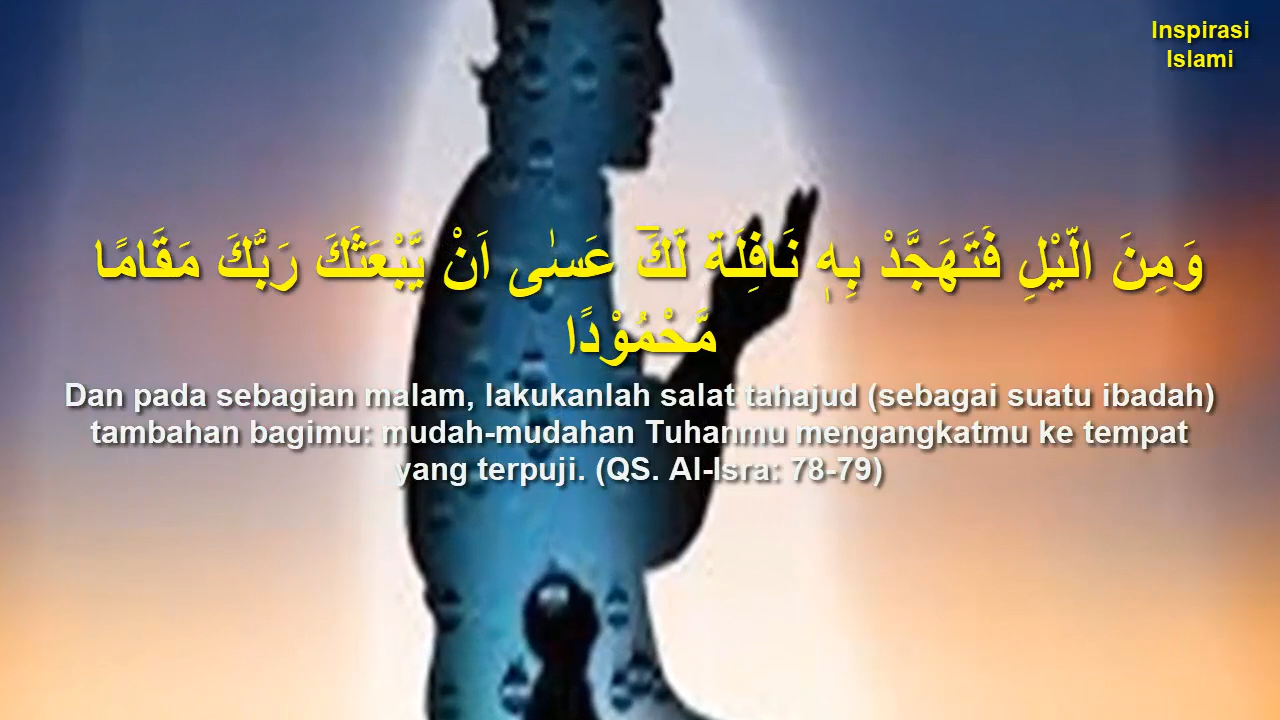 Inspirasi
Islami
وَمِنَ الَّيْلِ فَتَهَجَّدْ بِهٖ نَافِلَةً لَّكَۖ عَسٰٓى اَنْ يَّبْعَثَكَ رَبُّكَ مَقَامًا
مَّحْمُوْدًا
Dan pada sebagian malam, lakukanlah salat tahajud (sebagai suatu ibadah)
tambahan bagimu: mudah-mudahan Tuhanmu mengangkatmu ke tempat
yang terpuji. (QS. Al-Isra: 78-79)